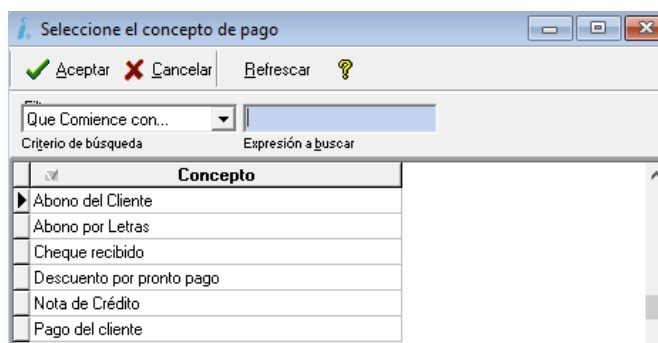 Seleccione el concepto de pago
Aceptar Cancelar Refrescar
Que Comience con...
Criterio de búsqueda Expresión a buscar
Concepto
Abono del Cliente
Abono por Letras
Cheque recibido
Descuento por pronto pago
Nota de Crédito
Pago del cliente